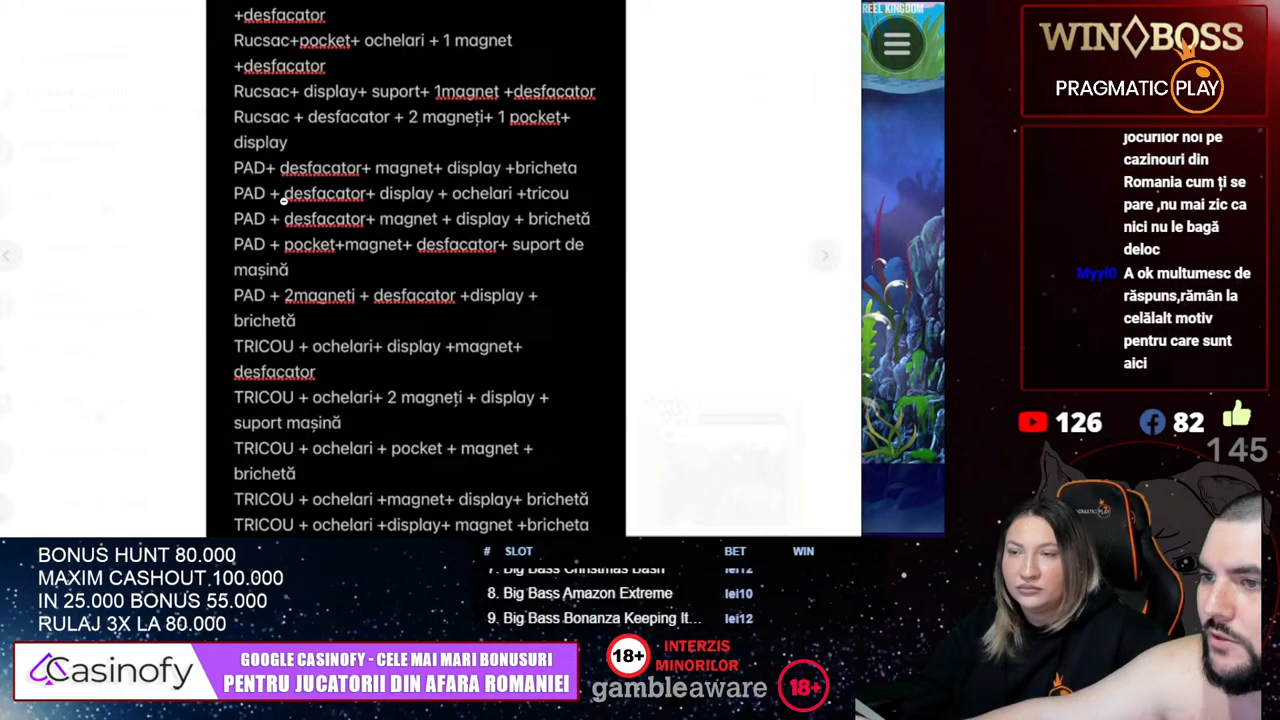 +desfacator
Rucsac+pocket+ ochelari + 1 magnet
+desfacator
Rucsac+ display+ suport+ 1magnet +desfacator
Rucsac + desfacator + 2 magneți+ 1 pocket+
display
PAD+ desfacator+ magnet+ display +bricheta
PAD + desfacator+ display + ochelari +tricou
PAD + desfacator+ magnet + display + brichetă
PAD + pocket+magnet+ desfacator+ suport de
mașină
PAD + 2magneti + desfacator +display +
brichetă
TRICOU + ochelari+ display +magnet+
desfacator
TRICOU + ochelari+ 2 magneți + display +
suport mașină
TRICOU + ochelari + pocket + magnet +
brichetă
TRICOU + ochelari +magnet+ display+ brichetă
TRICOU + ochelari +display+ magnet +bricheta
REEL KINGDOM
WIN BOSS
PRAGMATIC PLAY
jocurilor noi pe
cazinouri din
Romania cum ți se
pare ,nu mai zic ca
nici nu le bagă
deloc
Myyl0 A ok multumesc de
răspuns,rămân la
celălalt motiv
pentru care sunt
aici
126 82
145
BONUS HUNT 80.000
MAXIM CASHOUT 100.000
IN 25.000 BONUS 55.000
RULAJ 3X LA 80.000
# SLOT BET WIN
7. Big Bass Christmas Bash lei12
8. Big Bass Amazon Extreme lei10
9. Big Bass Bonanza Keeping It... lei12
Casinofy
GOOGLE CASINOFY - CELE MAI MARI BONUSURI
PENTRU JUCATORII DIN AFARA ROMANIEI
18+ INTERZIS
MINORILOR
gambleaware 18+